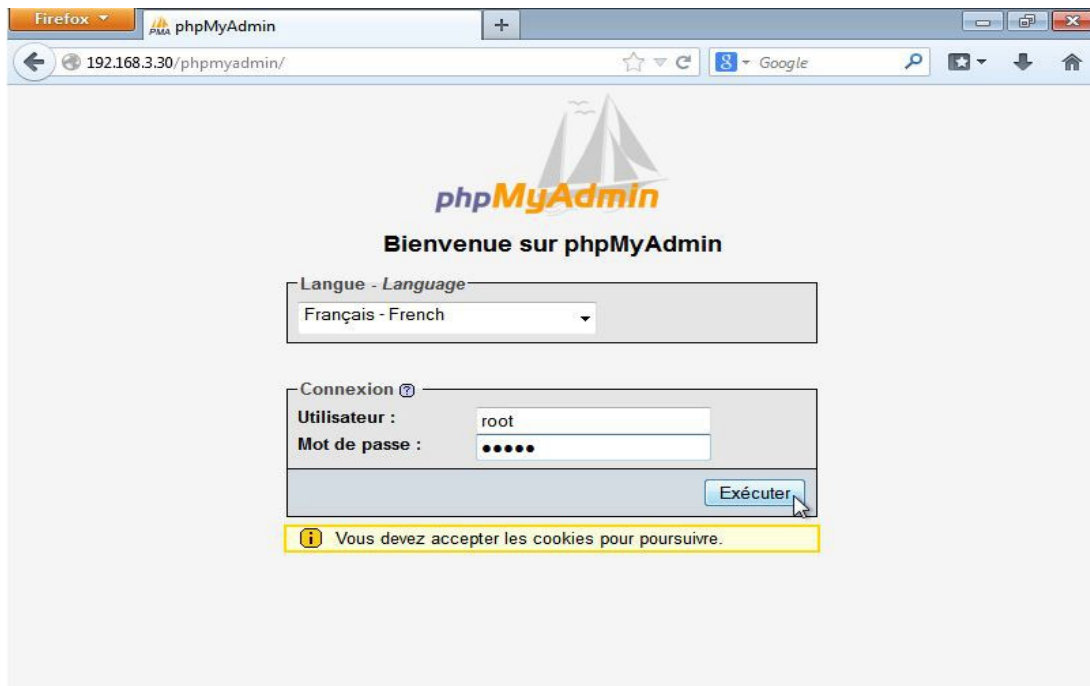 Firefox
PMA phpMyAdmin
192.168.3.30/phpmyadmin/
Google
phpMyAdmin
Bienvenue sur phpMyAdmin
Langue - Language
Français - French
Connexion
Utilisateur : root
Mot de passe : •••••
Exécuter
Vous devez accepter les cookies pour poursuivre.